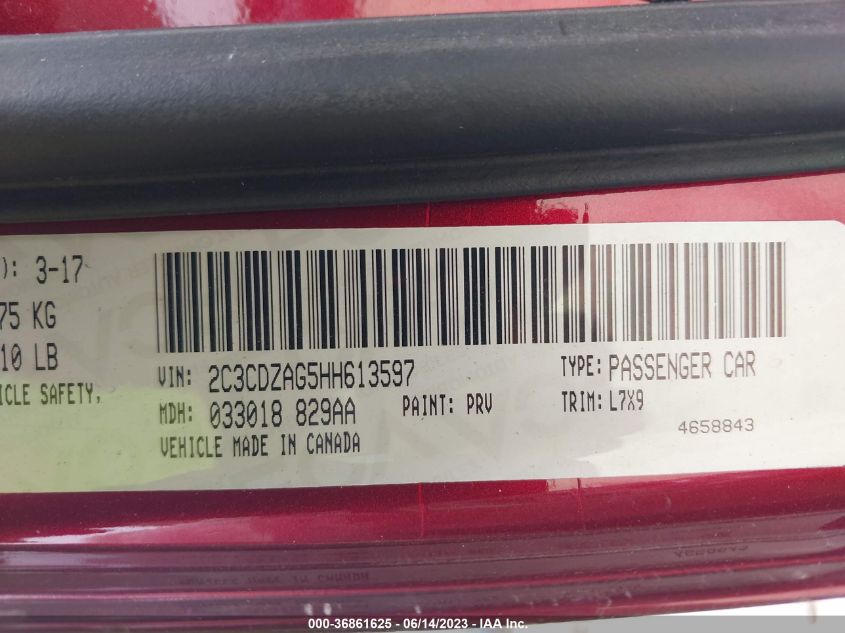 ): 3-17
75 KG
10 LB
ICLE SAFETY,
VIN: 2C3CDZAG5HH613597
TYPE: PASSENGER CAR
MDH: 033018 829AA
PAINT: PRV
TRIM: L7X9
VEHICLE MADE IN CANADA
4658843
000-36861625 - 06/14/2023 - IAA Inc.